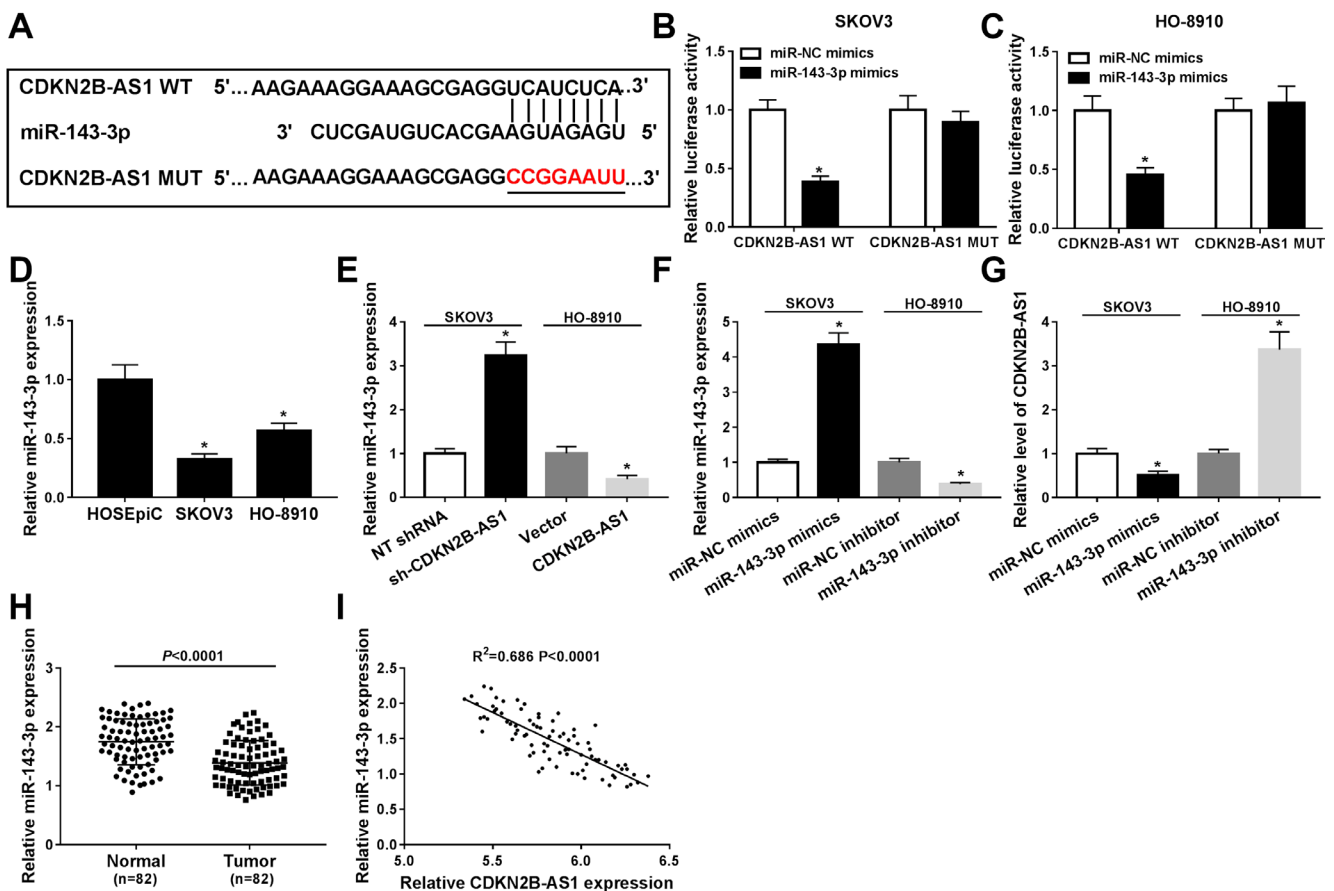 A
CDKN2B-AS1 WT 5'... AAGAAAGGAAAGCGAGGUCAUCUCA...3'
miR-143-3p 3' CUCGAUGUCACGAAGUAGAGU 5'
CDKN2B-AS1 MUT 5'... AAGAAAGGAAAGCGAGGCCGGAAUU...3'
B
SKOV3
miR-NC mimics
miR-143-3p mimics
Relative luciferase activity
1.5
1.0
0.5
0.0
*
CDKN2B-AS1 WT
CDKN2B-AS1 MUT
C
HO-8910
miR-NC mimics
miR-143-3p mimics
Relative luciferase activity
1.5
1.0
0.5
0.0
*
CDKN2B-AS1 WT
CDKN2B-AS1 MUT
D
Relative miR-143-3p expression
1.5
1.0
0.5
0.0
*
*
HOSEpiC
SKOV3
HO-8910
E
Relative miR-143-3p expression
SKOV3
HO-8910
4
3
2
1
0
*
*
NT shRNA
sh-CDKN2B-AS1
Vector
CDKN2B-AS1
F
Relative miR-143-3p expression
SKOV3
HO-8910
5
4
3
2
1
0
*
*
miR-NC mimics
miR-143-3p mimics
miR-NC inhibitor
miR-143-3p inhibitor
G
Relative level of CDKN2B-AS1
SKOV3
HO-8910
4
3
2
1
0
*
*
miR-NC mimics
miR-143-3p mimics
miR-NC inhibitor
miR-143-3p inhibitor
H
Relative miR-143-3p expression
P<0.0001
3
2
1
0
Normal
(n=82)
Tumor
(n=82)
I
Relative miR-143-3p expression
R²=0.686 P<0.0001
2.5
2.0
1.5
1.0
0.5
0.0
5.0
5.5
6.0
6.5
Relative CDKN2B-AS1 expression